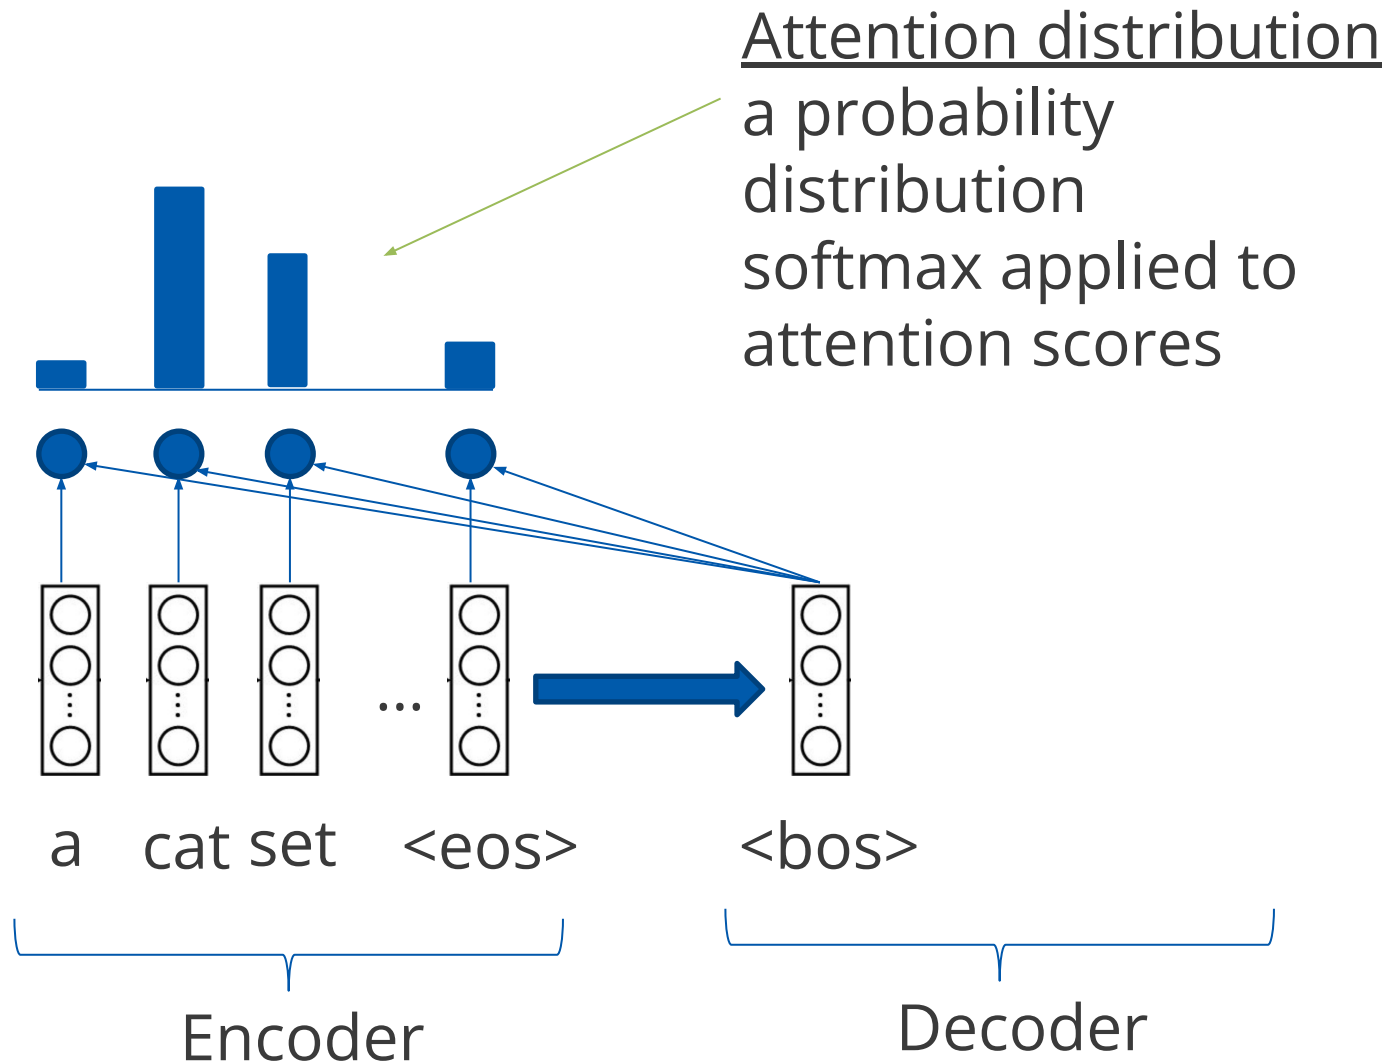 Attention distribution
a probability
distribution
softmax applied to
attention scores
...
a cat set <eos> <bos>
Encoder Decoder